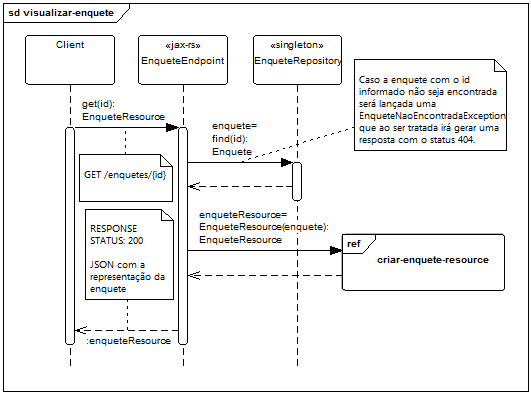 sd visualizar-enquete
Client
«jax-rs»
EnqueteEndpoint
«singleton»
EnqueteRepository
Caso a enquete com o id
informado não seja encontrada
será lançada uma
EnqueteNaoEncontradaException
que ao ser tratada irá gerar uma
resposta com o status 404.
get(id):
EnqueteResource
enquete=
find(id):
Enquete
GET /enquetes/{id}
RESPONSE
STATUS: 200
JSON com a
representação da
enquete
enqueteResource=
EnqueteResource(enquete):
EnqueteResource
ref
criar-enquete-resource
:enqueteResource